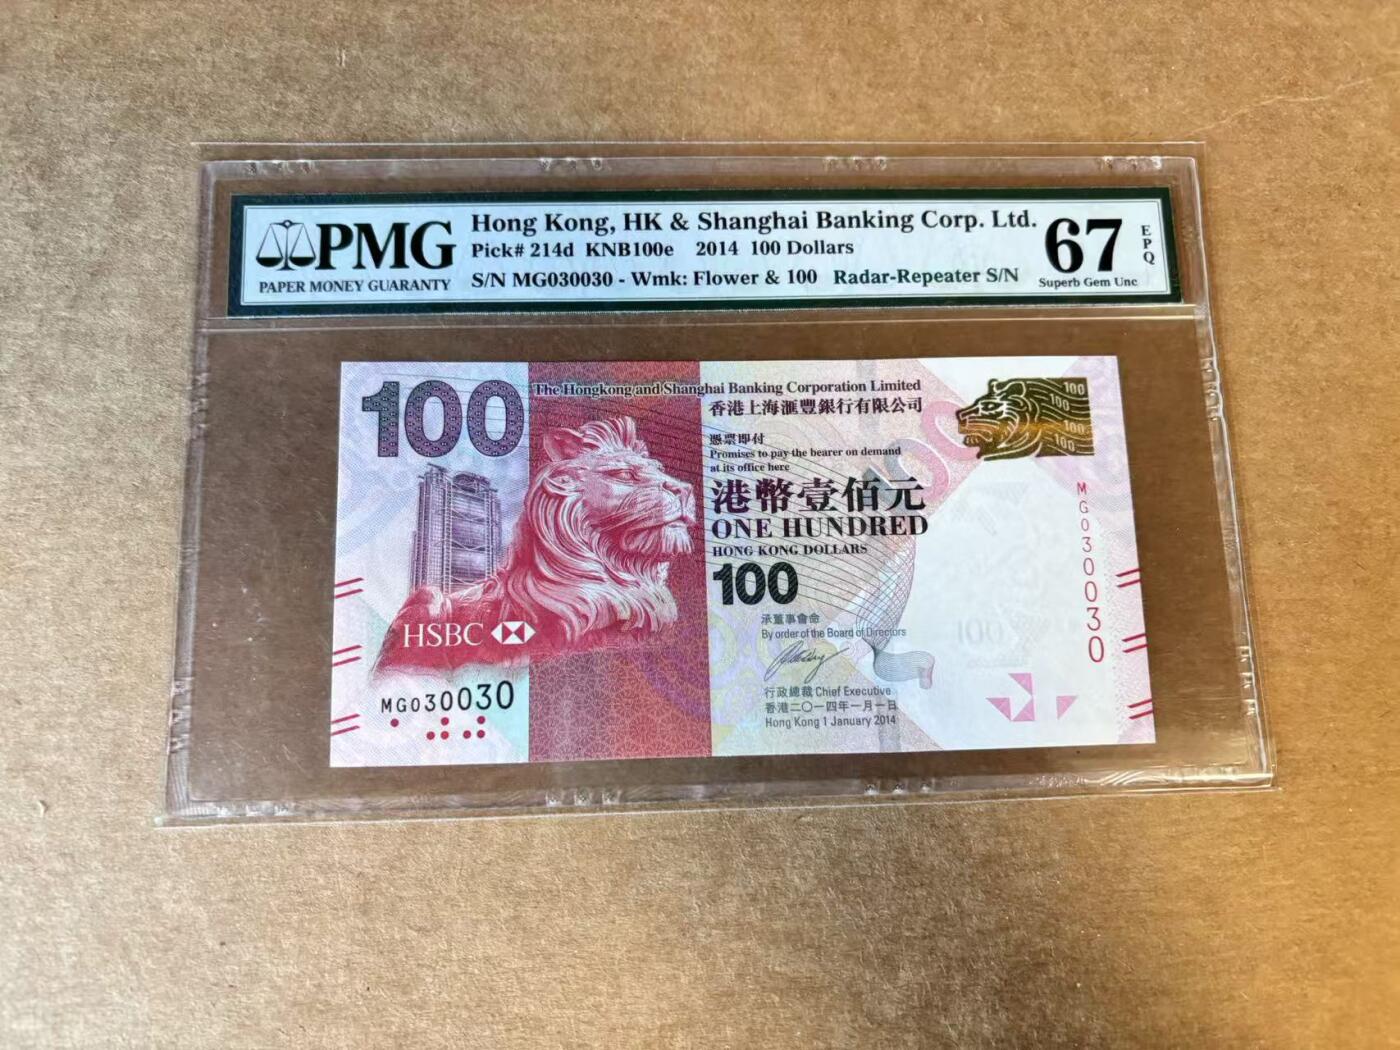 PMG
PAPER MONEY GUARANTY
Hong Kong, HK & Shanghai Banking Corp. Ltd.
Pick# 214d KNB100e 2014 100 Dollars
S/N MG030030 - Wmk: Flower & 100 Radar-Repeater S/N
67
EPQ
Superb Gem Unc
100
The Hongkong and Shanghai Banking Corporation Limited
香港上海滙豐銀行有限公司
憑票即付
Promises to pay the bearer on demand
at its office here
港幣壹佰元
ONE HUNDRED
HONG KONG DOLLARS
100
承董事會命
By order of the Board of Directors
行政總裁 Chief Executive
香港二〇一四年一月一日
Hong Kong 1 January 2014
HSBC
MG030030
100
100
100
100
100
MG030030
001